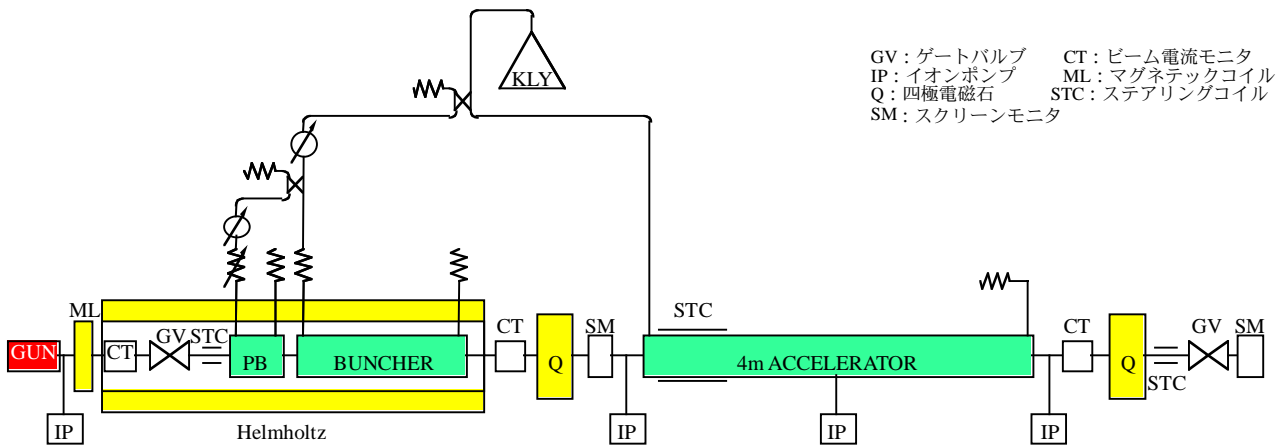 KLY
GV：ゲートバルブ CT：ビーム電流モニタ
IP：イオンポンプ ML：マグネテックコイル
Q：四極電磁石 STC：ステアリングコイル
SM：スクリーンモニタ
ML
GV STC
CT
SM
STC
CT
GV
SM
GUN
CT
PB
BUNCHER
Q
4m ACCELERATOR
Q
STC
IP
Helmholtz
IP
IP
IP